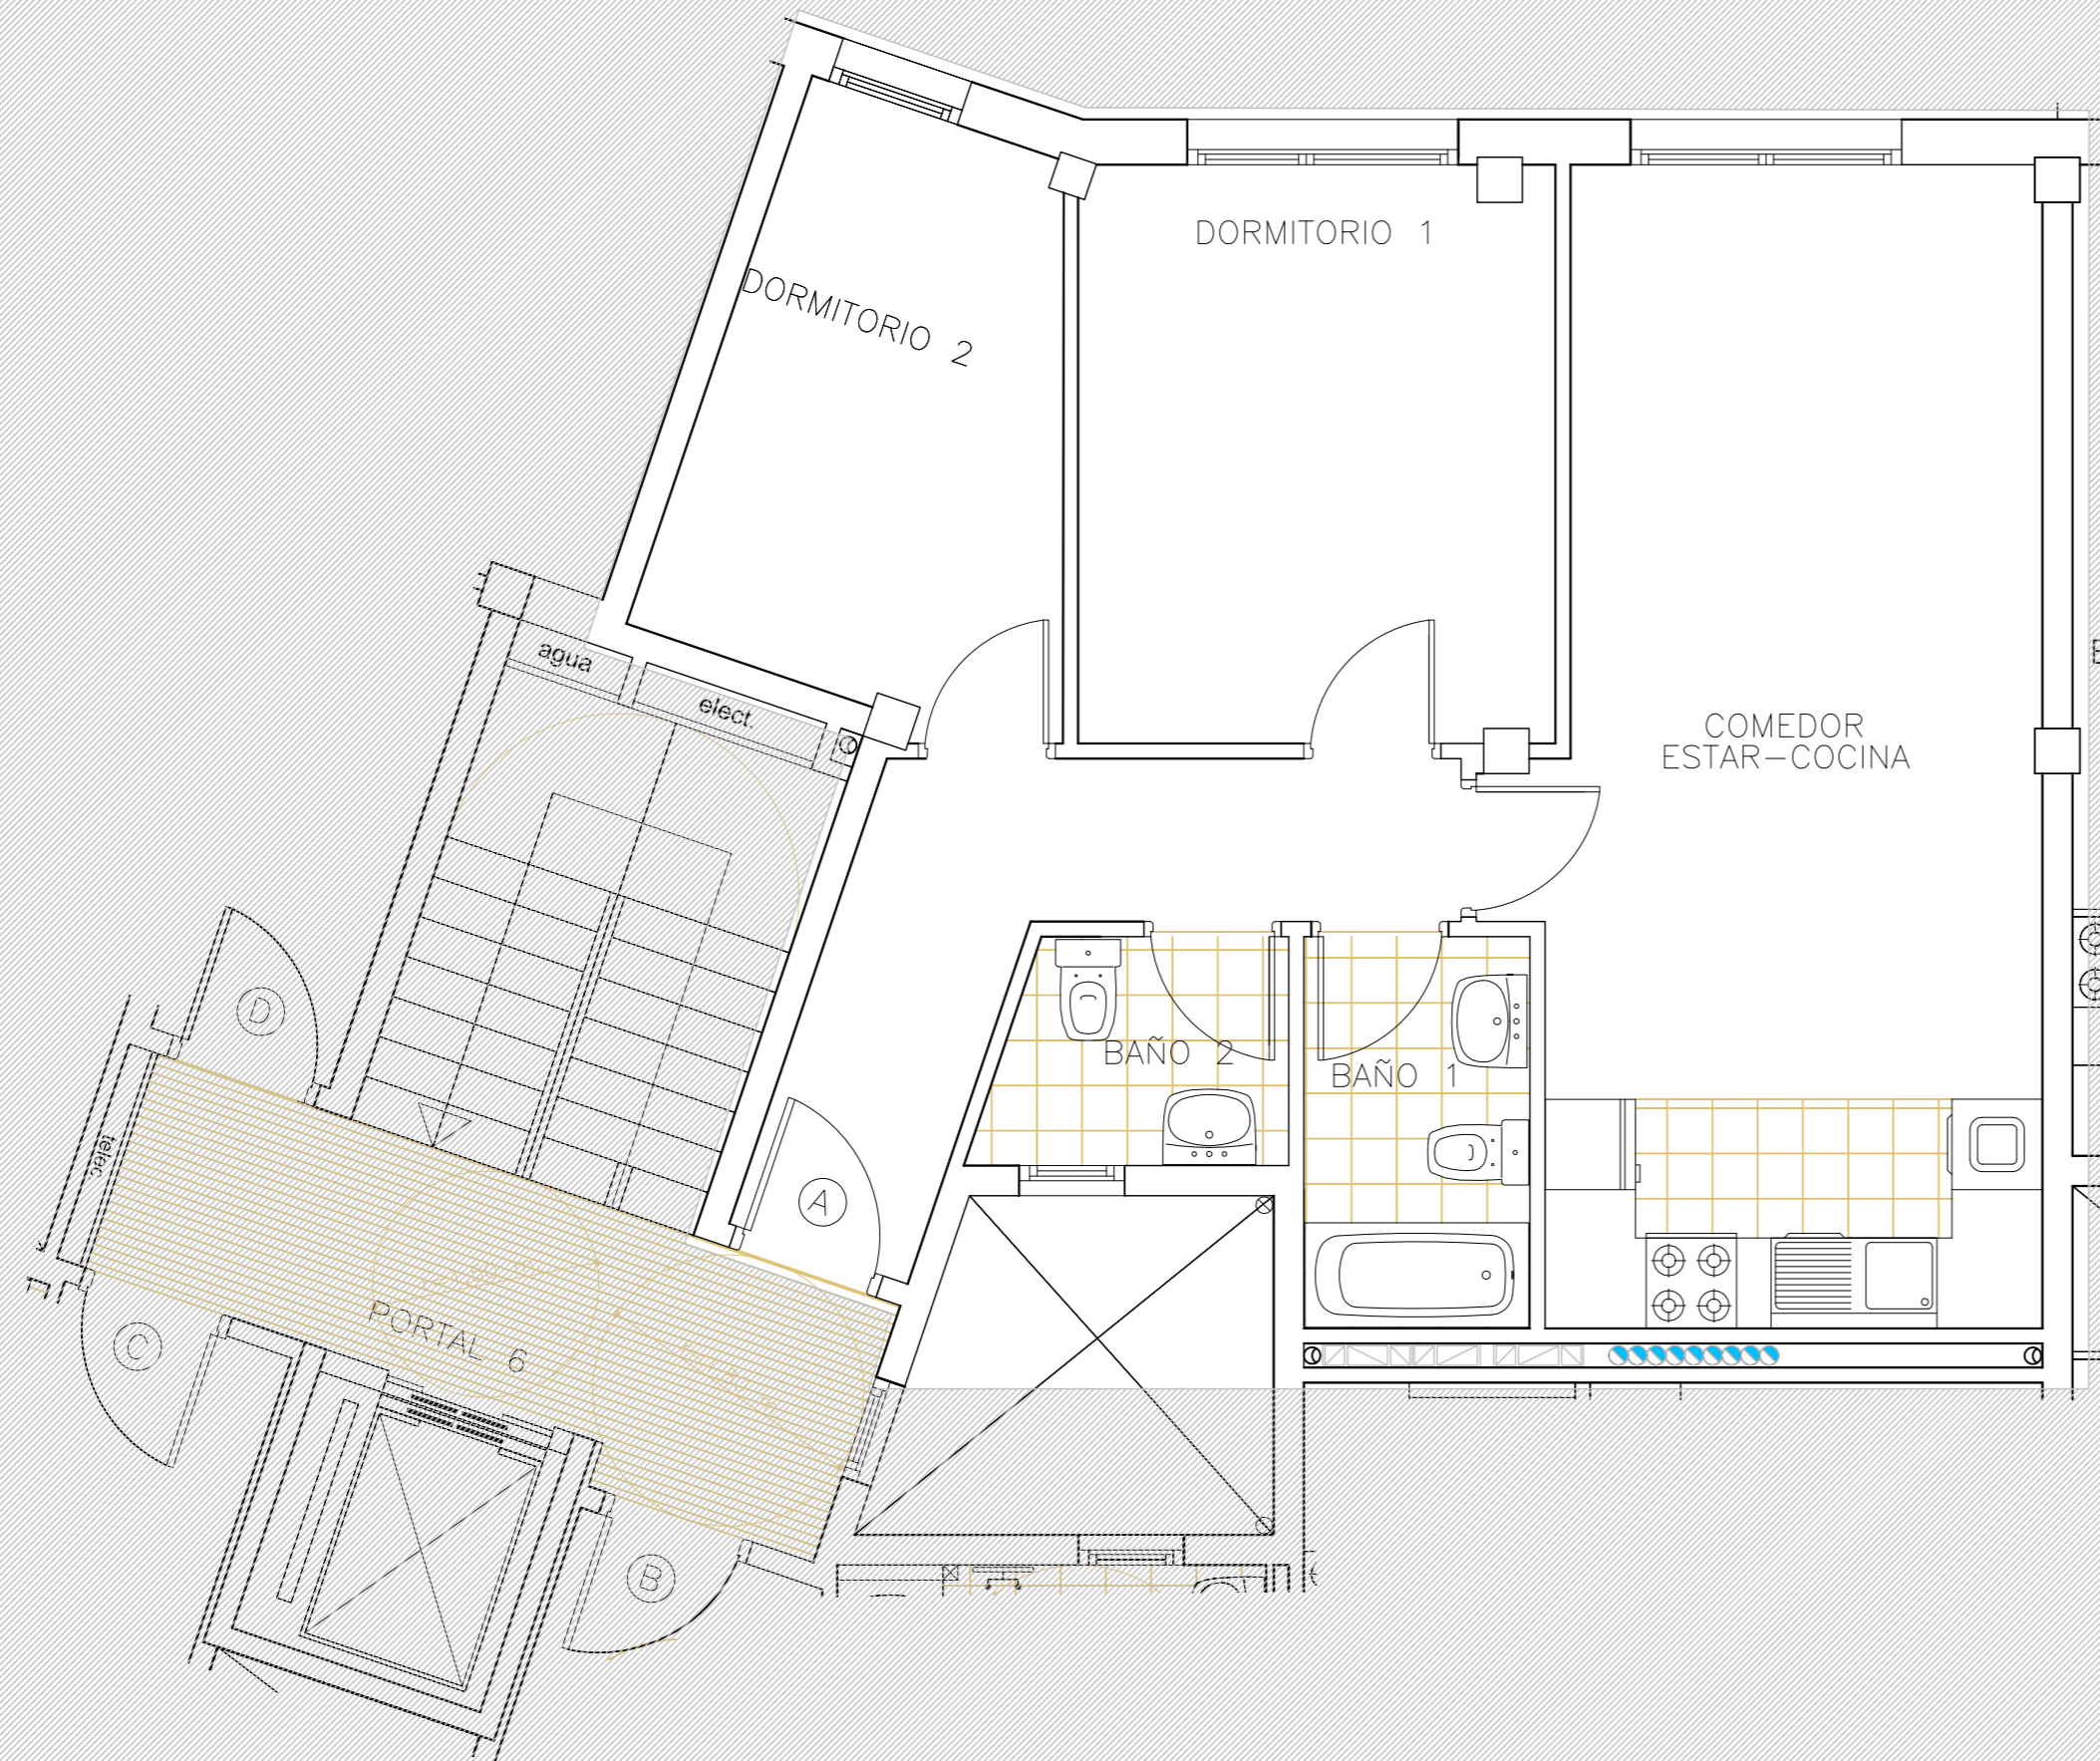 DORMITORIO 1
DORMITORIO 2
agua
elect.
COMEDOR
ESTAR-COCINA
D
BAÑO 2
BAÑO 1
telec.
A
PORTAL 6
C
B